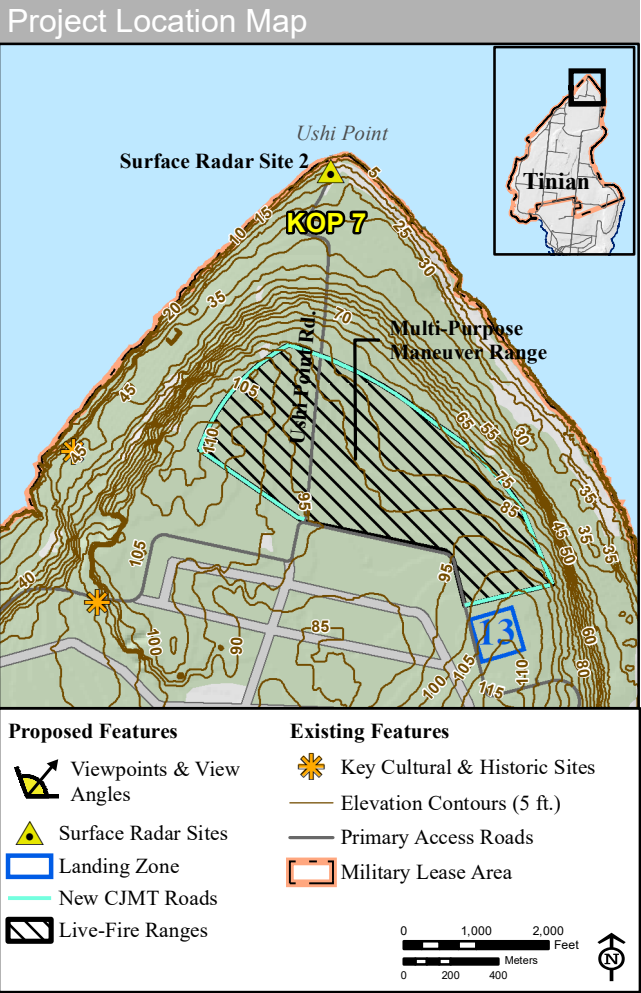 Project Location Map
Ushi Point
Surface Radar Site 2
KOP 7
Tinian
Multi-Purpose
Maneuver Range
Ushi Point Rd.
5
15
10
25
30
20
35
70
45
105
110
45
65
55
30
75
85
35
95
45
50
35
35
105
95
40
85
100
90
60
80
13
100
105
110
115
Proposed Features
Viewpoints & View
Angles
Surface Radar Sites
Landing Zone
New CJMT Roads
Live-Fire Ranges
Existing Features
Key Cultural & Historic Sites
Elevation Contours (5 ft.)
Primary Access Roads
Military Lease Area
0 1,000 2,000
Feet
Meters
0 200 400
N